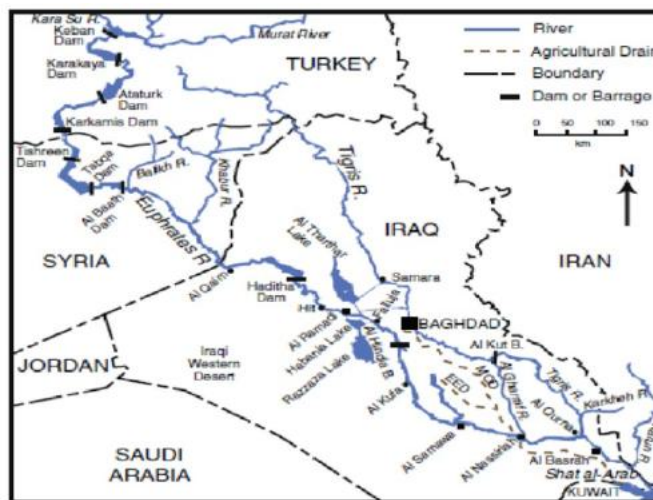 Kara Su R.
Keban
Dam
Murat River
Karakaya
Dam
TURKEY
Ataturk
Dam
Karkamis Dam
Tishreen
Dam
Tabqa
Dam
Al Baath
Dam
Balikh R.
Khabur R.
Euphrates R
Tigris R.
SYRIA
IRAQ
IRAN
Al Qaim
Haditha
Dam
Al Tharthar
Lake
Samara
Hit
Al Ramadi
Habania Lake
Razzaza Lake
Falluja
BAGHDAD
Al Hindia B.
JORDAN
Iraqi
Western
Desert
Al Kufa
EED
MOD
Al Kut B.
Al Gharraf R.
Tigris R.
Karkheh R.
Al Qurna
Al Samawa
Al Nassiriah
Al Basrah
Shat al-Arab
KUWAIT
SAUDI
ARABIA
River
Agricultural Drain
Boundary
Dam or Barrage
0 50 100 150
km
N